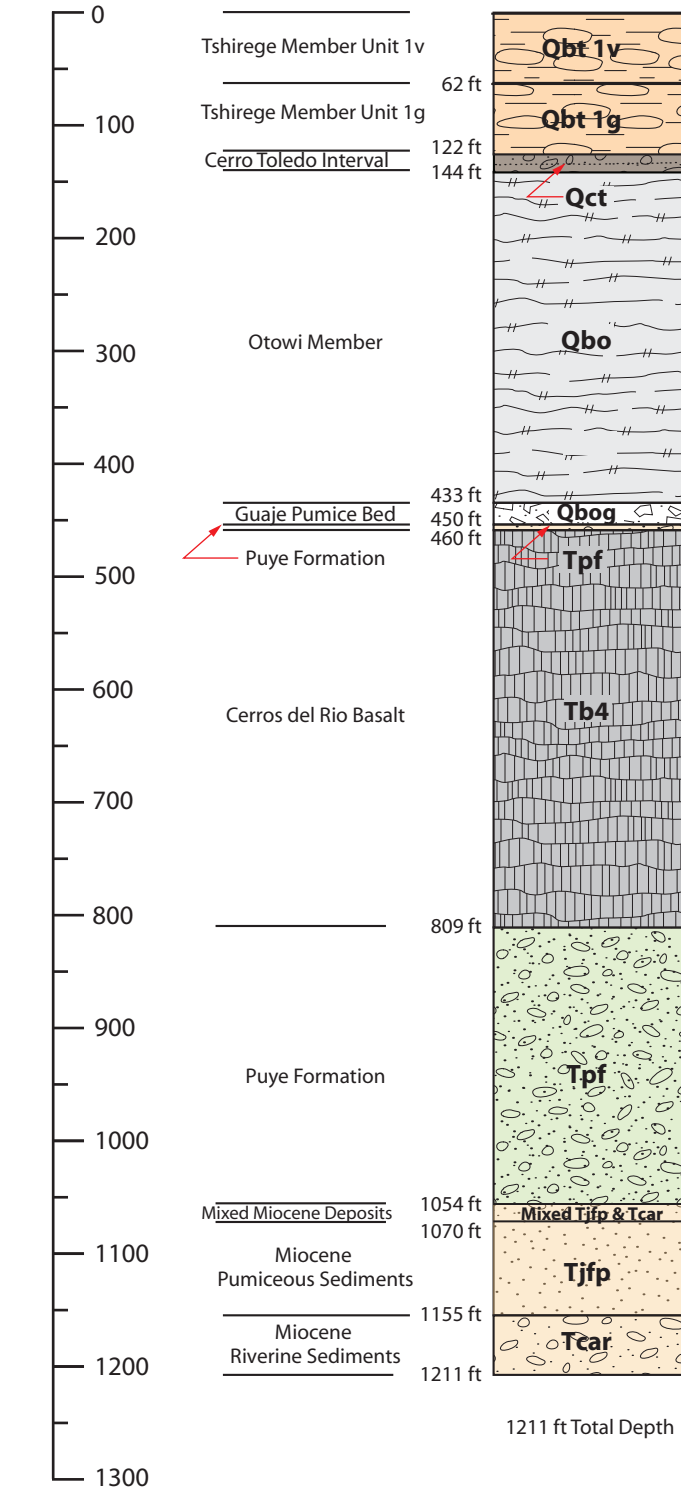 0
Tshirege Member Unit 1v
Qbt 1v
62 ft
Tshirege Member Unit 1g
Qbt 1g
100
122 ft
Cerro Toledo Interval
144 ft
Qct
200
Otowi Member
Qbo
300
400
433 ft
Guaje Pumice Bed
Qbog
450 ft
460 ft
Puye Formation
Tpf
500
600
Cerros del Rio Basalt
Tb4
700
800
809 ft
900
Puye Formation
Tpf
1000
1054 ft
Mixed Miocene Deposits
Mixed Tjfp & Tcar
1070 ft
1100
Miocene
Pumiceous Sediments
Tjfp
1155 ft
Miocene
Riverine Sediments
Tcar
1200
1211 ft
1211 ft Total Depth
1300